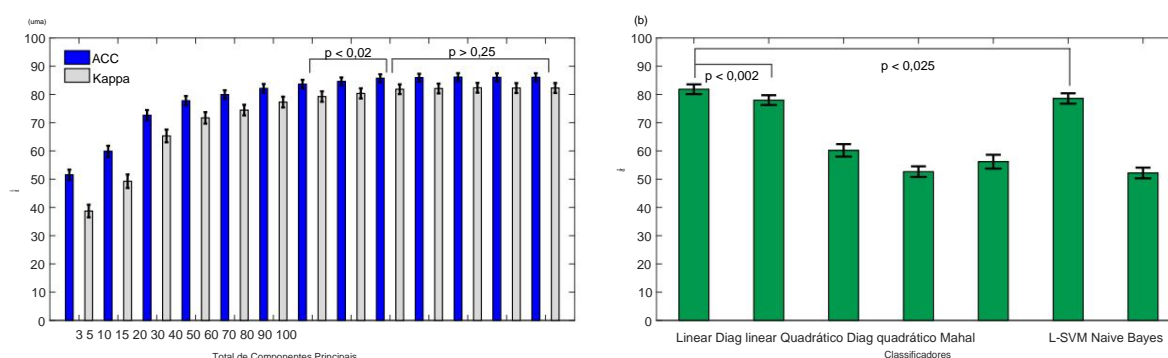 (uma)
100
90
80
70
60
50
40
30
20
10
0
ACC
Kappa
p < 0,02
p > 0,25
3 5 10 15 20 30 40 50 60 70 80 90 100
Total de Componentes Principais
(b)
100
90
80
70
60
50
40
30
20
10
0
p < 0,002
p < 0,025
Linear Diag linear Quadrático Diag quadrático Mahal
L-SVM Naive Bayes
Classificadores